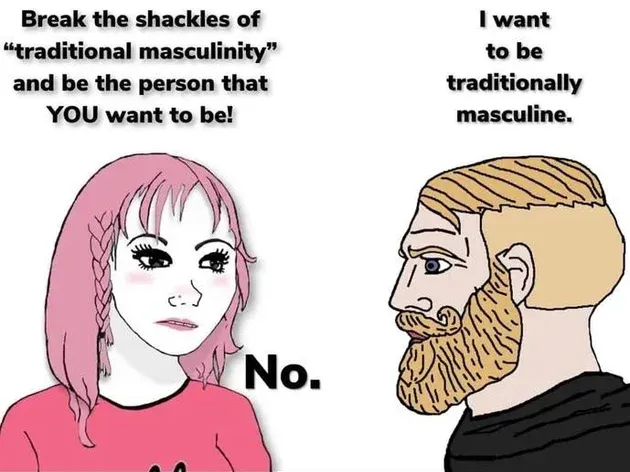 Break the shackles of
“traditional masculinity”
and be the person that
YOU want to be!
I want
to be
traditionally
masculine.
No.